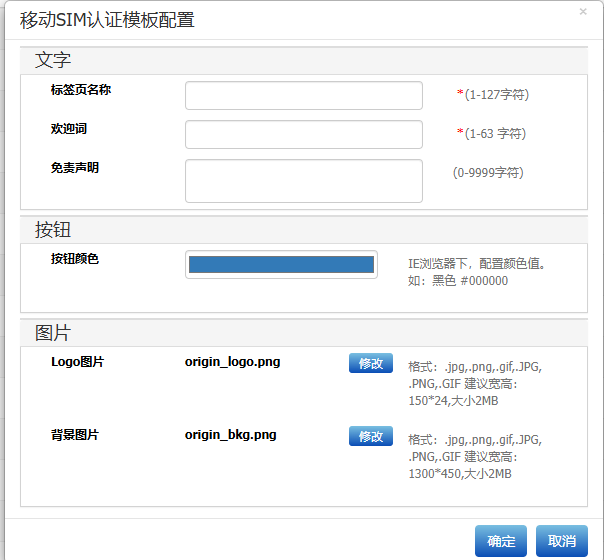 移动SIM认证模板配置
×
文字
标签页名称 *(1-127字符)
欢迎词 *(1-63 字符)
免责声明 (0-9999字符)
按钮
按钮颜色 IE浏览器下，配置颜色值。
如：黑色 #000000
图片
Logo图片 origin_logo.png 修改 格式：.jpg,.png,.gif,.JPG,
.PNG,.GIF 建议宽高：
150*24,大小2MB
背景图片 origin_bkg.png 修改 格式：.jpg,.png,.gif,.JPG,
.PNG,.GIF 建议宽高：
1300*450,大小2MB
确定 取消